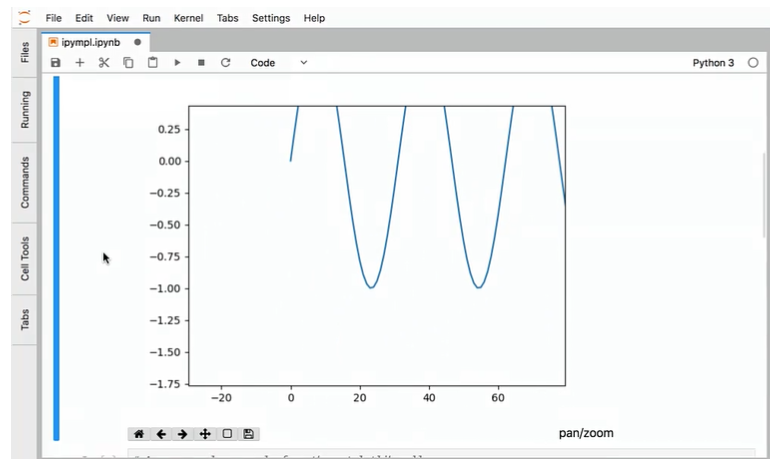 File Edit View Run Kernel Tabs Settings Help
ipympl.ipynb
Code
Python 3
Files
Running
Commands
Cell Tools
Tabs
0.25
0.00
−0.25
−0.50
−0.75
−1.00
−1.25
−1.50
−1.75
−20 0 20 40 60
pan/zoom